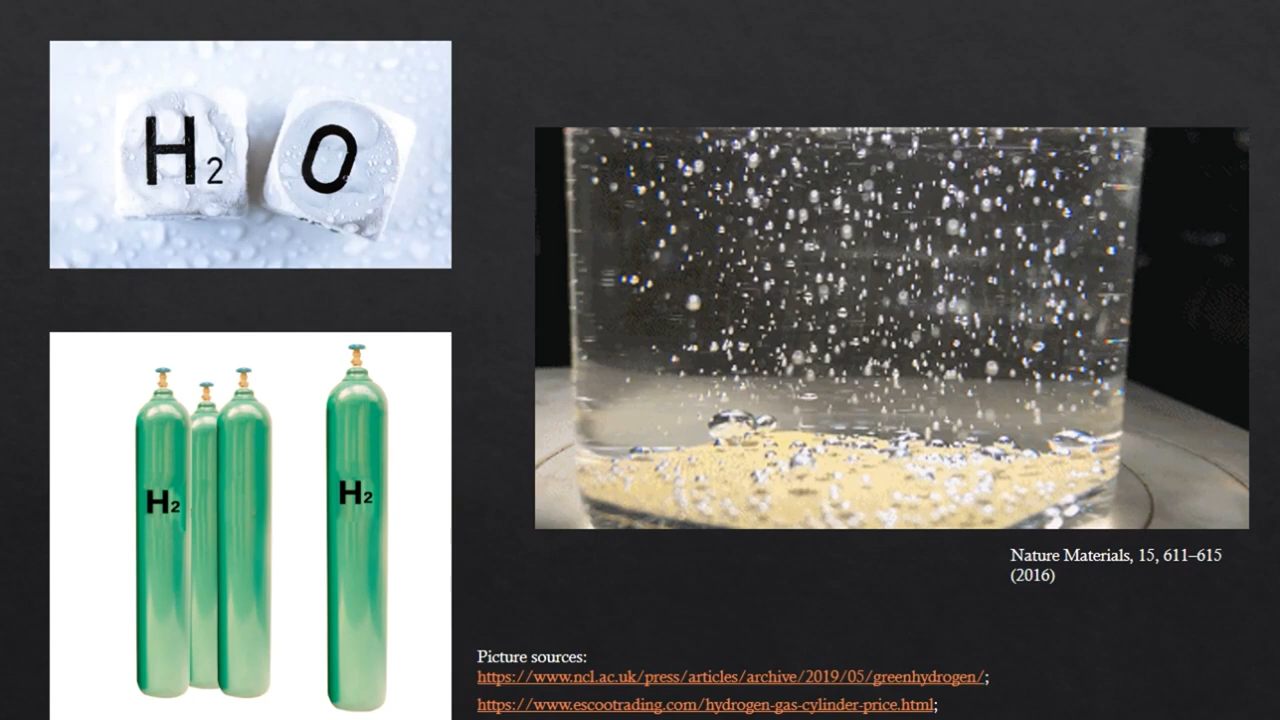 H2 O
H2
H2
Nature Materials, 15, 611–615
(2016)
Picture sources:
https://www.ncl.ac.uk/press/articles/archive/2019/05/greenhydrogen/;
https://www.escootrading.com/hydrogen-gas-cylinder-price.html;